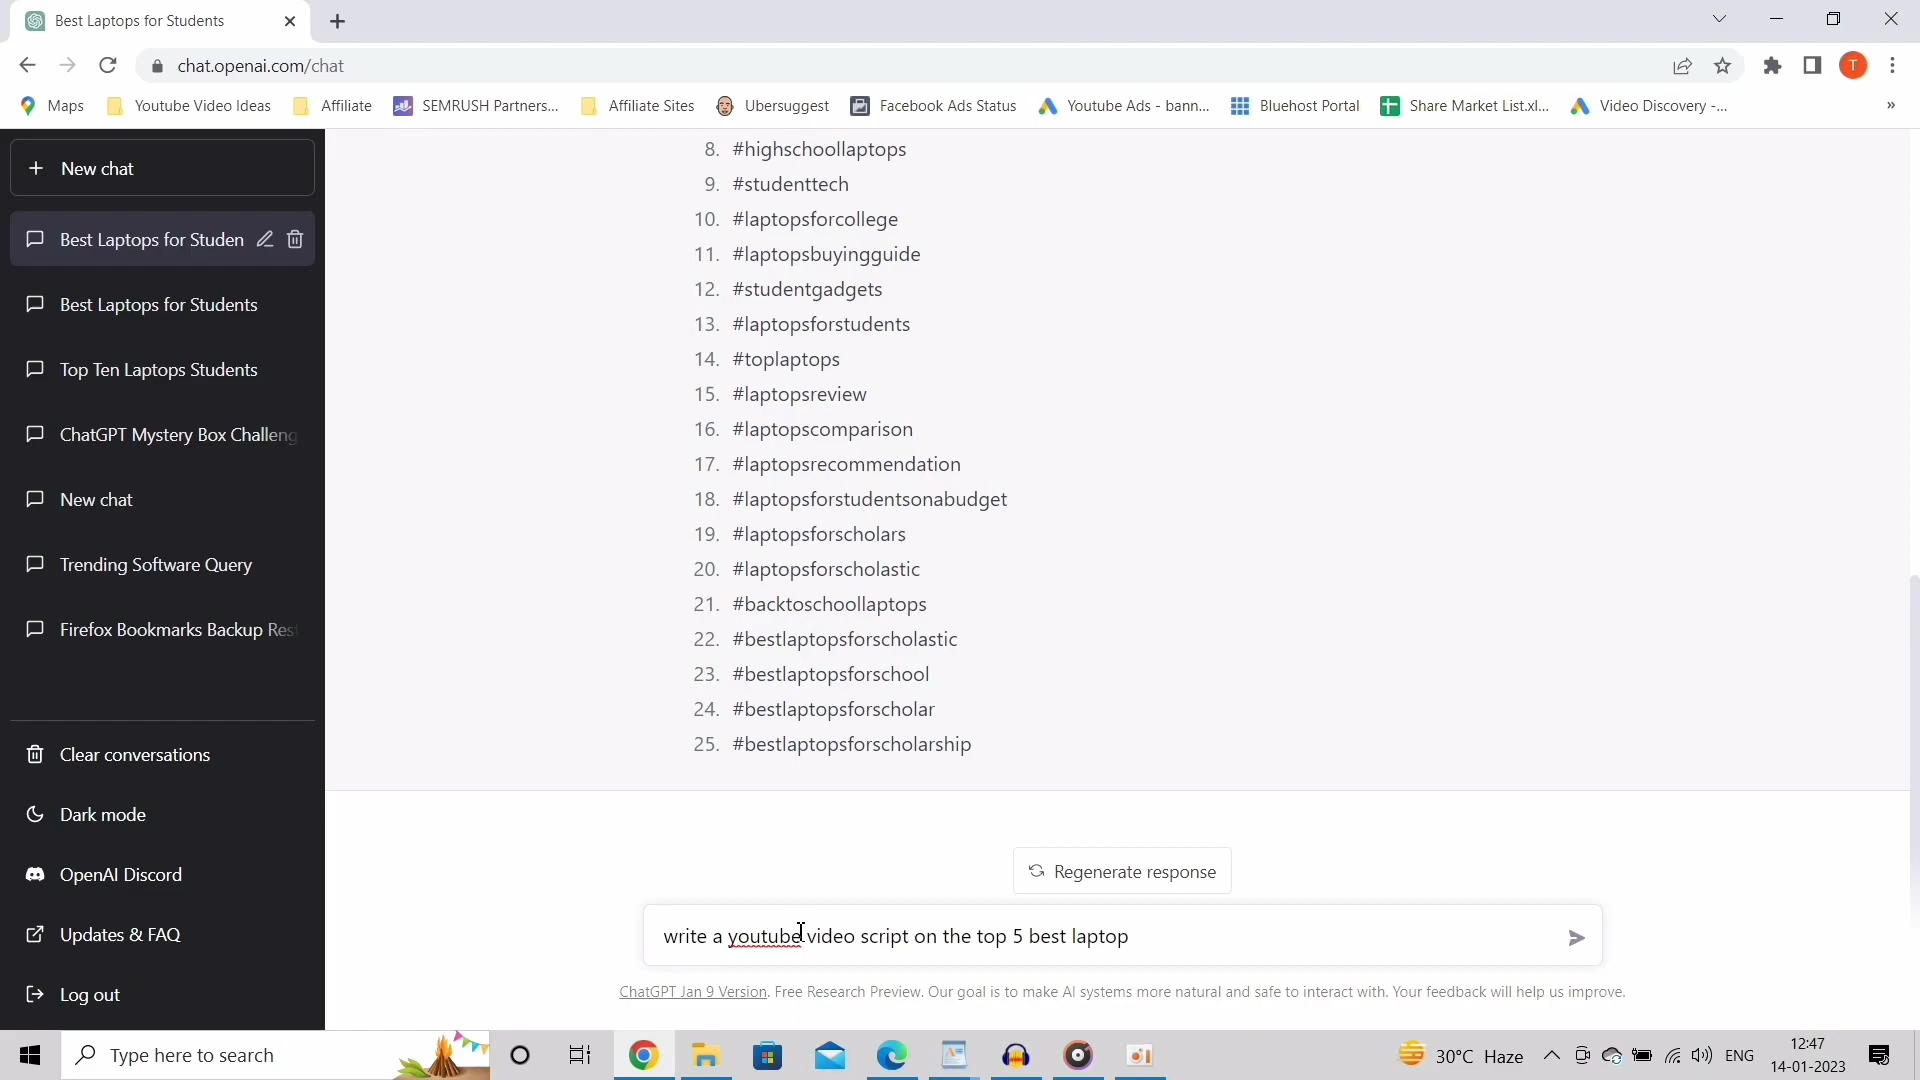 Best Laptops for Students
chat.openai.com/chat
T
Maps
Youtube Video Ideas
Affiliate
SEMRUSH Partners...
Affiliate Sites
Ubersuggest
Facebook Ads Status
Youtube Ads - bann...
Bluehost Portal
Share Market List.xl...
Video Discovery -...
»
New chat
Best Laptops for Studen
Best Laptops for Students
Top Ten Laptops Students
ChatGPT Mystery Box Challeng
New chat
Trending Software Query
Firefox Bookmarks Backup Rest
Clear conversations
Dark mode
OpenAI Discord
Updates & FAQ
Log out
8. #highschoollaptops
9. #studenttech
10. #laptopsforcollege
11. #laptopsbuyingguide
12. #studentgadgets
13. #laptopsforstudents
14. #toplaptops
15. #laptopsreview
16. #laptopscomparison
17. #laptopsrecommendation
18. #laptopsforstudentsonabudget
19. #laptopsforscholars
20. #laptopsforscholastic
21. #backtoschoollaptops
22. #bestlaptopsforscholastic
23. #bestlaptopsforschool
24. #bestlaptopsforscholar
25. #bestlaptopsforscholarship
Regenerate response
write a youtube video script on the top 5 best laptop
ChatGPT Jan 9 Version. Free Research Preview. Our goal is to make AI systems more natural and safe to interact with. Your feedback will help us improve.
Type here to search
30°C Haze
ENG
12:47
14-01-2023